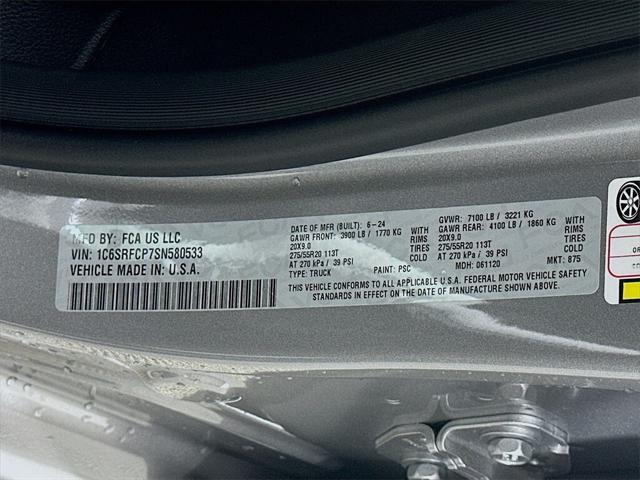 MFD BY: FCA US LLC
VIN: 1C6SRFCP7SN580533
VEHICLE MADE IN U.S.A.
DATE OF MFR (BUILT): 6-24 GVWR: 7100 LB / 3221 KG
GAWR FRONT: 3900 LB / 1770 KG WITH GAWR REAR: 4100 LB / 1860 KG WITH
20X9.0 RIMS 20X9.0 RIMS
275/55R20 113T TIRES 275/55R20 113T TIRES
AT 270 kPa / 39 PSI COLD AT 270 kPa / 39 PSI COLD
TYPE: TRUCK PAINT: PSC MDH: 061120 MKT: 875
THIS VEHICLE CONFORMS TO ALL APPLICABLE U.S.A. FEDERAL MOTOR VEHICLE SAFETY
STANDARDS IN EFFECT ON THE DATE OF MANUFACTURE SHOWN ABOVE.